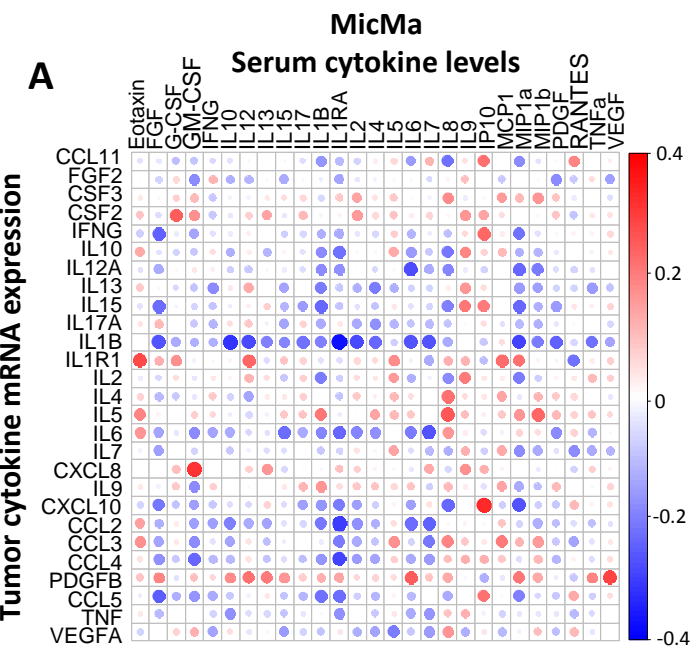 MicMa
A
Serum cytokine levels
Eotaxin
FGF
G-CSF
GM-CSF
IFNG
IL10
IL12
IL13
IL15
IL17
IL1B
IL1RA
IL2
IL4
IL5
IL6
IL7
IL8
IL9
IP10
MCP1
MIP1a
MIP1b
PDGF
RANTES
TNFa
VEGF
Tumor cytokine mRNA expression
CCL11
FGF2
CSF3
CSF2
IFNG
IL10
IL12A
IL13
IL15
IL17A
IL1B
IL1R1
IL2
IL4
IL5
IL6
IL7
CXCL8
IL9
CXCL10
CCL2
CCL3
CCL4
PDGFB
CCL5
TNF
VEGFA
0.4
0.2
0
-0.2
-0.4